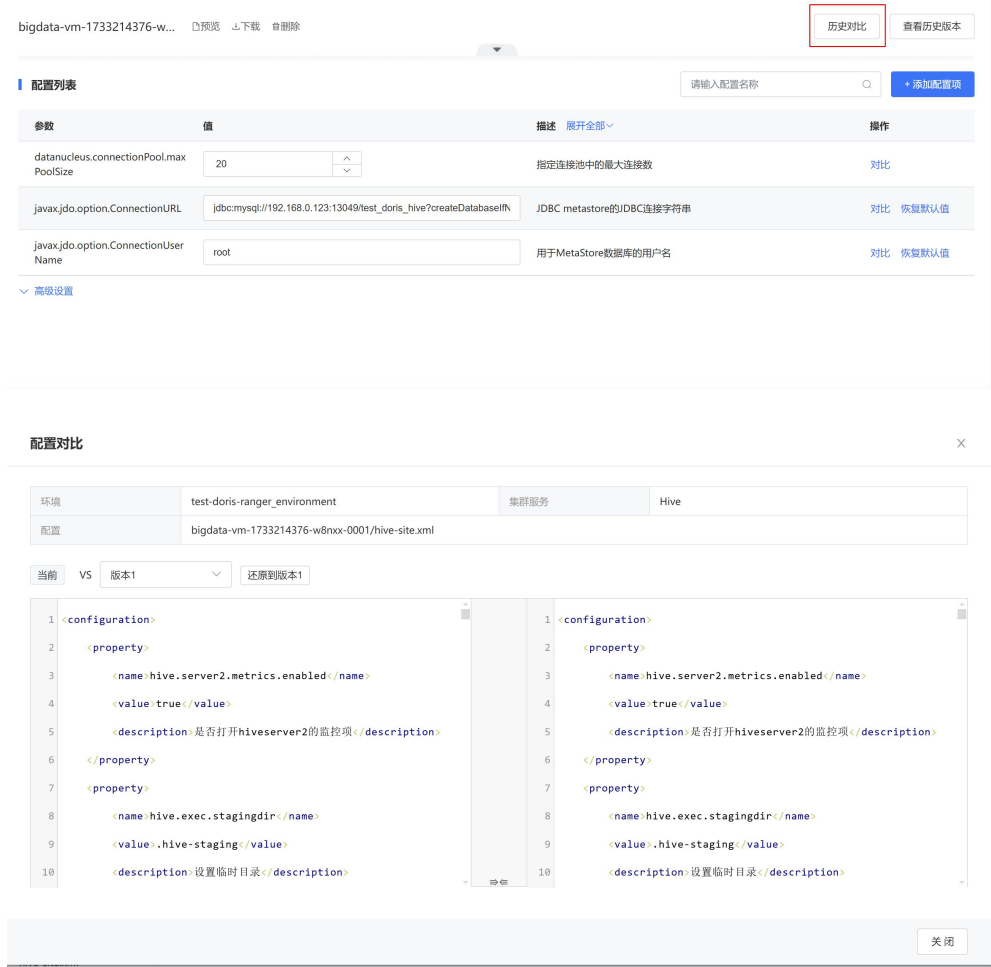 bigdata-vm-1733214376-w... 预览 下载 删除 历史对比 查看历史版本
配置列表 请输入配置名称 + 添加配置项
参数 值 描述 展开全部 操作
datanucleus.connectionPool.max
PoolSize
20 指定连接池中的最大连接数 对比
javax.jdo.option.ConnectionURL jdbc:mysql://192.168.0.123:13049/test_doris_hive?createDatabaseIfN JDBC metastore的JDBC连接字符串 对比 恢复默认值
javax.jdo.option.ConnectionUser
Name
root 用于MetaStore数据库的用户名 对比 恢复默认值
高级设置
配置对比
环境 test-doris-ranger_environment 集群服务 Hive
配置 bigdata-vm-1733214376-w8nxx-0001/hive-site.xml
当前 VS 版本1 还原到版本1
1 <configuration>
2 <property>
3 <name>hive.server2.metrics.enabled</name>
4 <value>true</value>
5 <description>是否打开hiveserver2的监控项</description>
6 </property>
7 <property>
8 <name>hive.exec.stagingdir</name>
9 <value>.hive-staging</value>
10 <description>设置临时目录</description>
1 <configuration>
2 <property>
3 <name>hive.server2.metrics.enabled</name>
4 <value>true</value>
5 <description>是否打开hiveserver2的监控项</description>
6 </property>
7 <property>
8 <name>hive.exec.stagingdir</name>
9 <value>.hive-staging</value>
10 <description>设置临时目录</description>
关闭